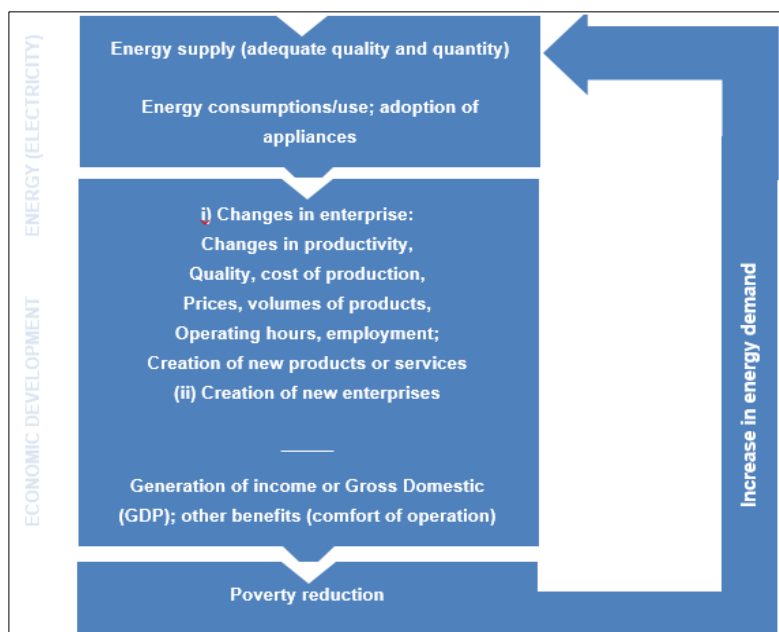 ENERGY (ELECTRICITY)
Energy supply (adequate quality and quantity)
Energy consumptions/use; adoption of
appliances
ECONOMIC DEVELOPMENT
i) Changes in enterprise:
Changes in productivity,
Quality, cost of production,
Prices, volumes of products,
Operating hours, employment;
Creation of new products or services
(ii) Creation of new enterprises
Generation of income or Gross Domestic
(GDP); other benefits (comfort of operation)
Poverty reduction
Increase in energy demand